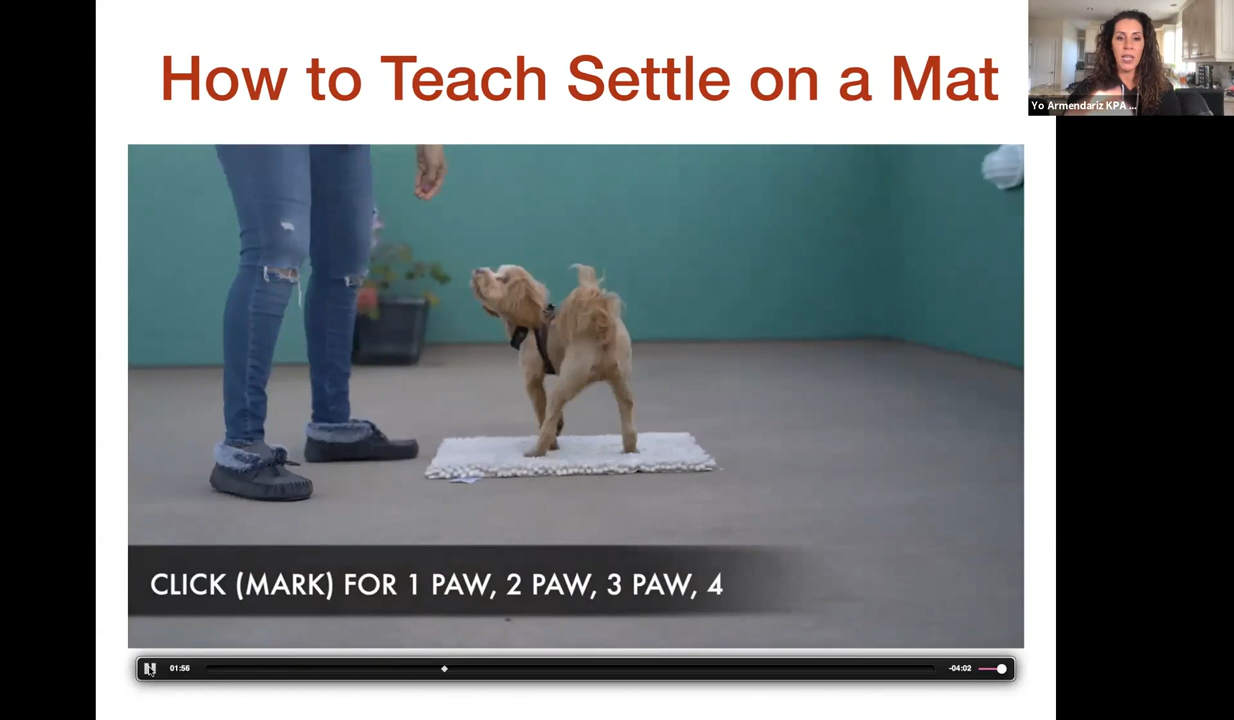 How to Teach Settle on a Mat
Yo Armendariz KPA ...
CLICK (MARK) FOR 1 PAW, 2 PAW, 3 PAW, 4
01:56
-04:02